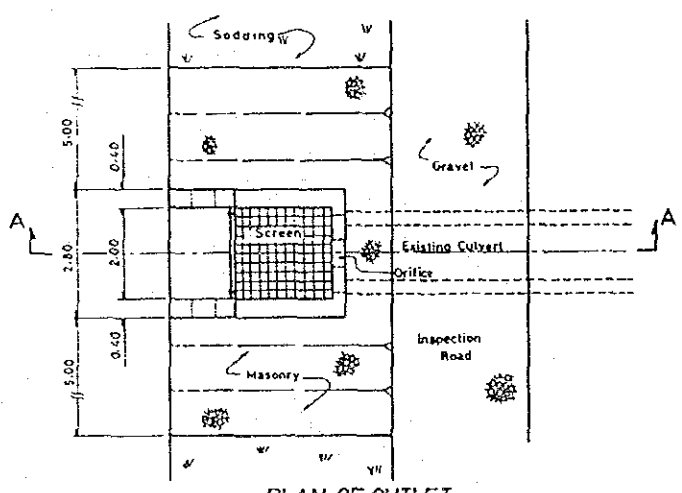 Sodding
5.00
0.40
Gravel
A
A
Screen
Existing Culvert
2.80
2.00
Orifice
0.40
Inspection
Road
Masonry
5.00
PLAN OF OUTLET